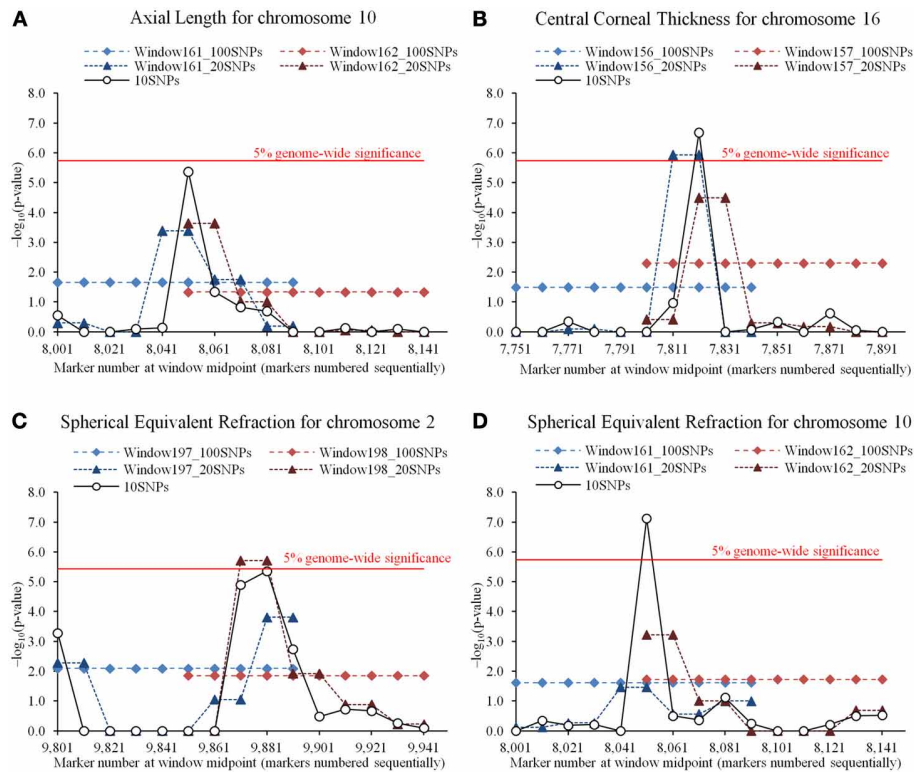 A
Axial Length for chromosome 10
Window161_100SNPs
Window162_100SNPs
Window161_20SNPs
Window162_20SNPs
10SNPs
8.0
7.0
6.0
5.0
4.0
3.0
2.0
1.0
0.0
−log10(p-value)
5% genome-wide significance
8,001
8,021
8,041
8,061
8,081
8,101
8,121
8,141
Marker number at window midpoint (markers numbered sequentially)
B
Central Corneal Thickness for chromosome 16
Window156_100SNPs
Window157_100SNPs
Window156_20SNPs
Window157_20SNPs
10SNPs
8.0
7.0
6.0
5.0
4.0
3.0
2.0
1.0
0.0
−log10(p-value)
5% genome-wide significance
7,751
7,771
7,791
7,811
7,831
7,851
7,871
7,891
Marker number at window midpoint (markers numbered sequentially)
C
Spherical Equivalent Refraction for chromosome 2
Window197_100SNPs
Window198_100SNPs
Window197_20SNPs
Window198_20SNPs
10SNPs
8.0
7.0
6.0
5.0
4.0
3.0
2.0
1.0
0.0
−log10(p-value)
5% genome-wide significance
9,801
9,821
9,841
9,861
9,881
9,901
9,921
9,941
Marker number at window midpoint (markers numbered sequentially)
D
Spherical Equivalent Refraction for chromosome 10
Window161_100SNPs
Window162_100SNPs
Window161_20SNPs
Window162_20SNPs
10SNPs
8.0
7.0
6.0
5.0
4.0
3.0
2.0
1.0
0.0
−log10(p-value)
5% genome-wide significance
8,001
8,021
8,041
8,061
8,081
8,101
8,121
8,141
Marker number at window midpoint (markers numbered sequentially)